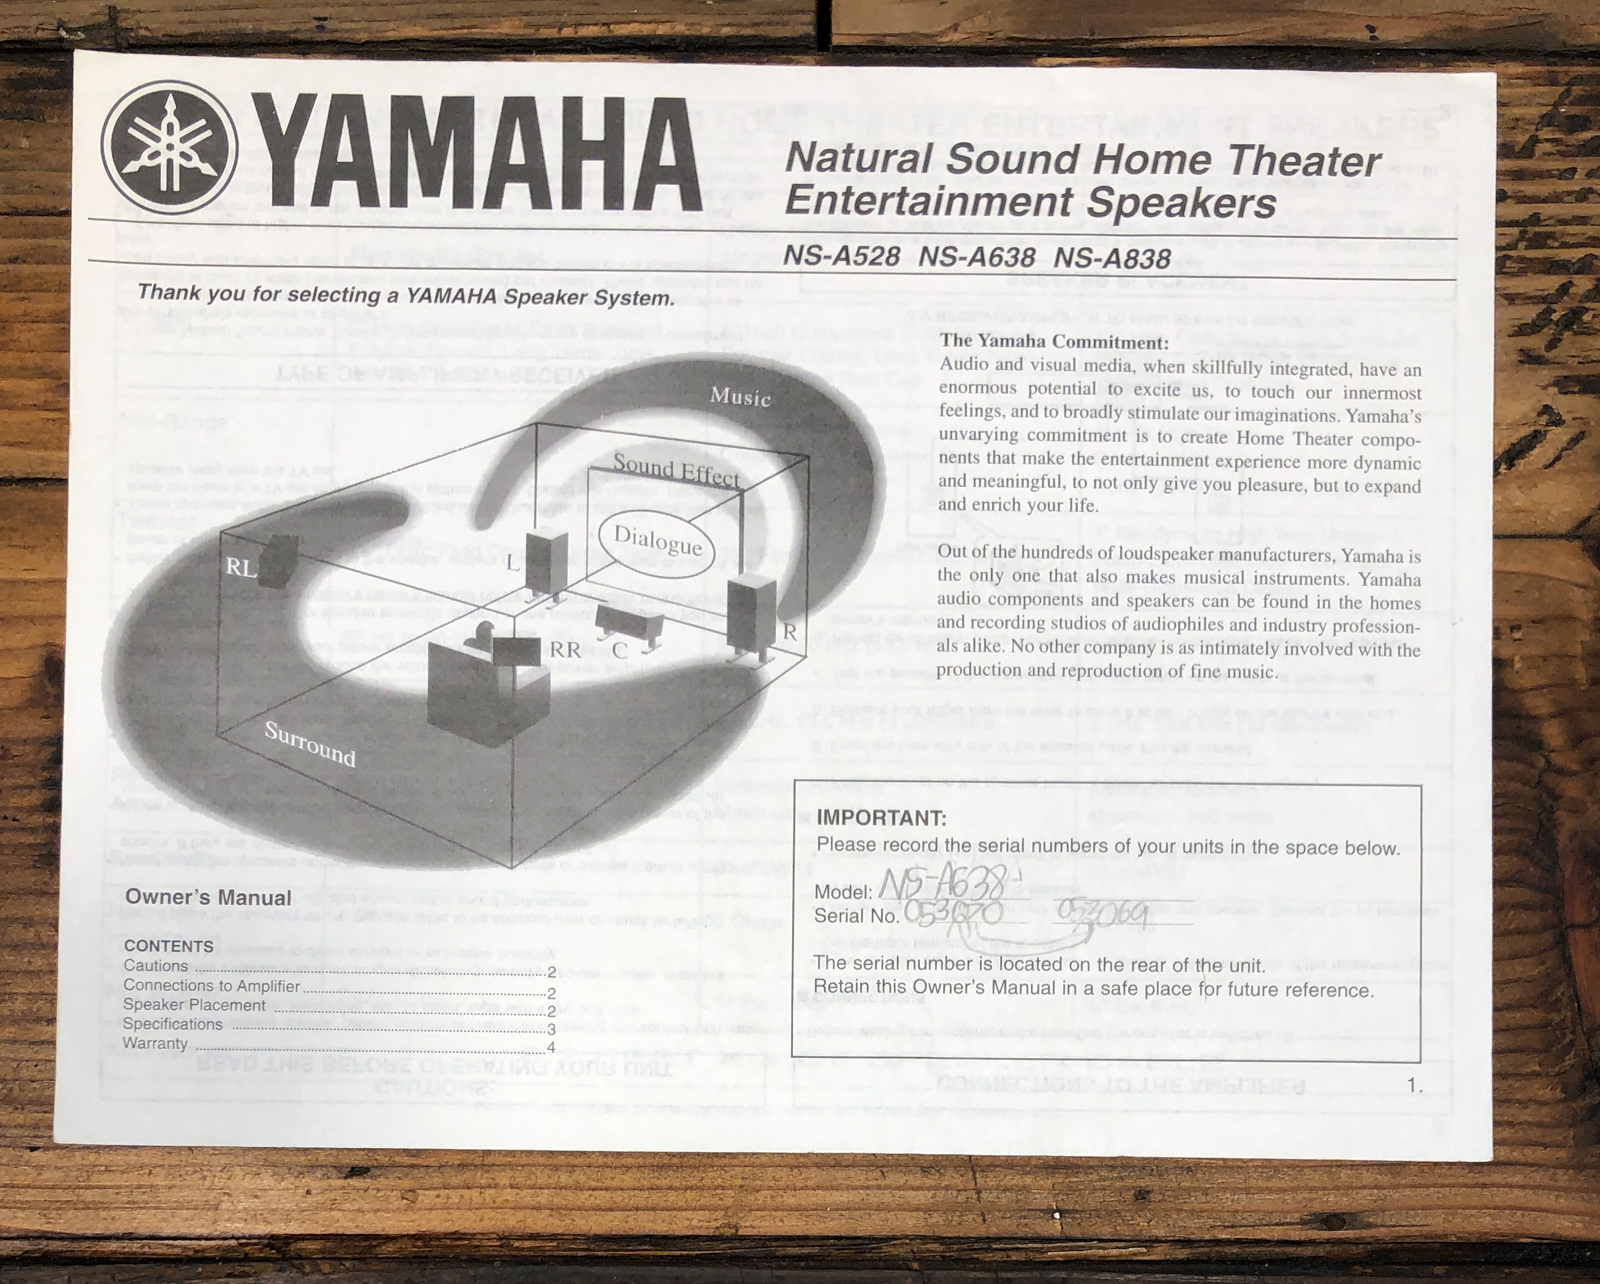 YAMAHA
Natural Sound Home Theater
Entertainment Speakers
NS-A528 NS-A638 NS-A838
Thank you for selecting a YAMAHA Speaker System.
Music
Sound Effect
Dialogue
RL
L
RR
C
R
Surround
The Yamaha Commitment:
Audio and visual media, when skillfully integrated, have an
enormous potential to excite us, to touch our innermost
feelings, and to broadly stimulate our imaginations. Yamaha's
unvarying commitment is to create Home Theater compo-
nents that make the entertainment experience more dynamic
and meaningful, to not only give you pleasure, but to expand
and enrich your life.
Out of the hundreds of loudspeaker manufacturers, Yamaha is
the only one that also makes musical instruments. Yamaha
audio components and speakers can be found in the homes
and recording studios of audiophiles and industry profession-
als alike. No other company is as intimately involved with the
production and reproduction of fine music.
Owner's Manual
CONTENTS
Cautions ........ 2
Connections to Amplifier ........ 2
Speaker Placement ........ 2
Specifications ........ 3
Warranty ........ 4
IMPORTANT:
Please record the serial numbers of your units in the space below.
Model: NS-A638
Serial No. 053069
The serial number is located on the rear of the unit.
Retain this Owner's Manual in a safe place for future reference.
1.